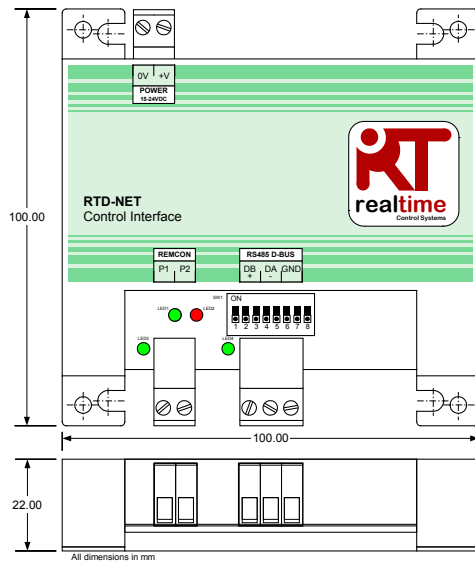 0V +V
POWER
15-24VDC
RT
realtime
Control Systems
RTD-NET
Control Interface
100.00
REMCON
RS485 D-BUS
P1 P2
DB DA GND
+ -
SW1
ON
LED1
LED2
1 2 3 4 5 6 7 8
LED3
LED4
100.00
22.00
All dimensions in mm